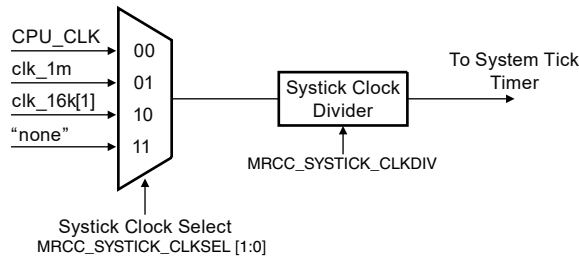 CPU_CLK
00
clk_1m
01
clk_16k[1]
10
"none"
11
Systick Clock
Divider
To System Tick
Timer
MRCC_SYSTICK_CLKDIV
Systick Clock Select
MRCC_SYSTICK_CLKSEL [1:0]